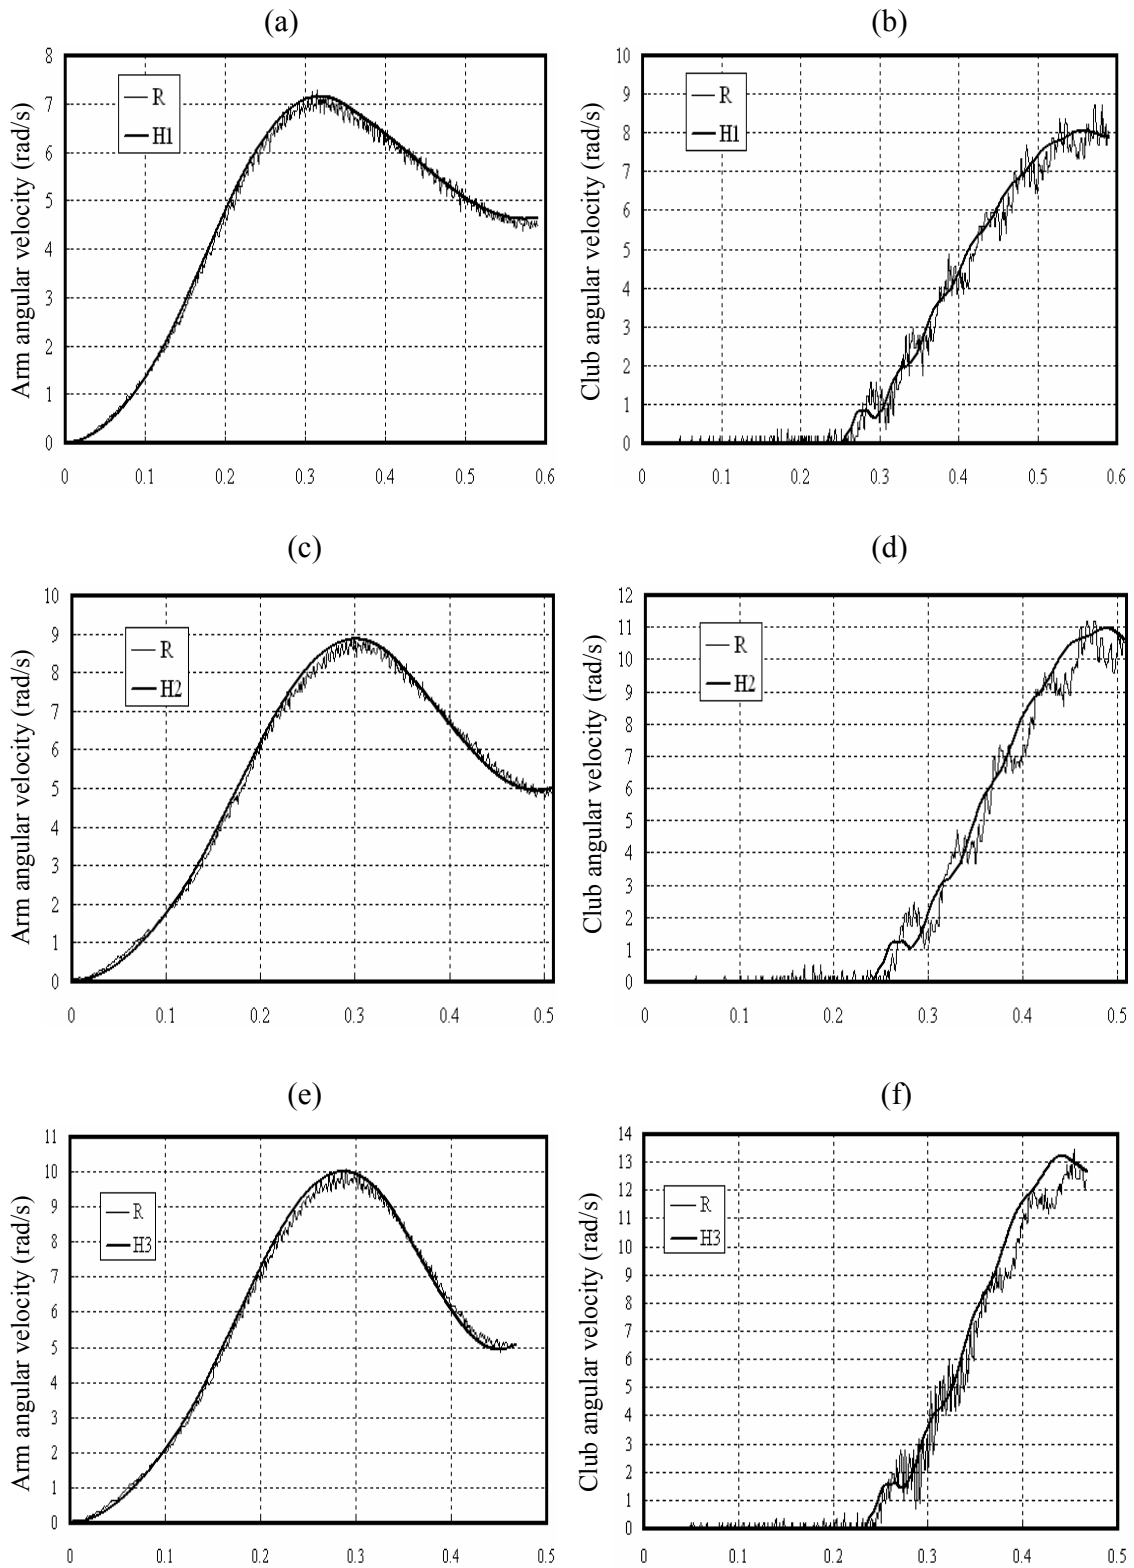 (a)
Arm angular velocity (rad/s)
8
7
6
5
4
3
2
1
0
R
H1
0 0.1 0.2 0.3 0.4 0.5 0.6
(b)
Club angular velocity (rad/s)
10
9
8
7
6
5
4
3
2
1
0
R
H1
0 0.1 0.2 0.3 0.4 0.5 0.6
(c)
Arm angular velocity (rad/s)
10
9
8
7
6
5
4
3
2
1
0
R
H2
0 0.1 0.2 0.3 0.4 0.5
(d)
Club angular velocity (rad/s)
12
11
10
9
8
7
6
5
4
3
2
1
0
R
H2
0 0.1 0.2 0.3 0.4 0.5
(e)
Arm angular velocity (rad/s)
11
10
9
8
7
6
5
4
3
2
1
0
R
H3
0 0.1 0.2 0.3 0.4 0.5
(f)
Club angular velocity (rad/s)
14
13
12
11
10
9
8
7
6
5
4
3
2
1
0
R
H3
0 0.1 0.2 0.3 0.4 0.5